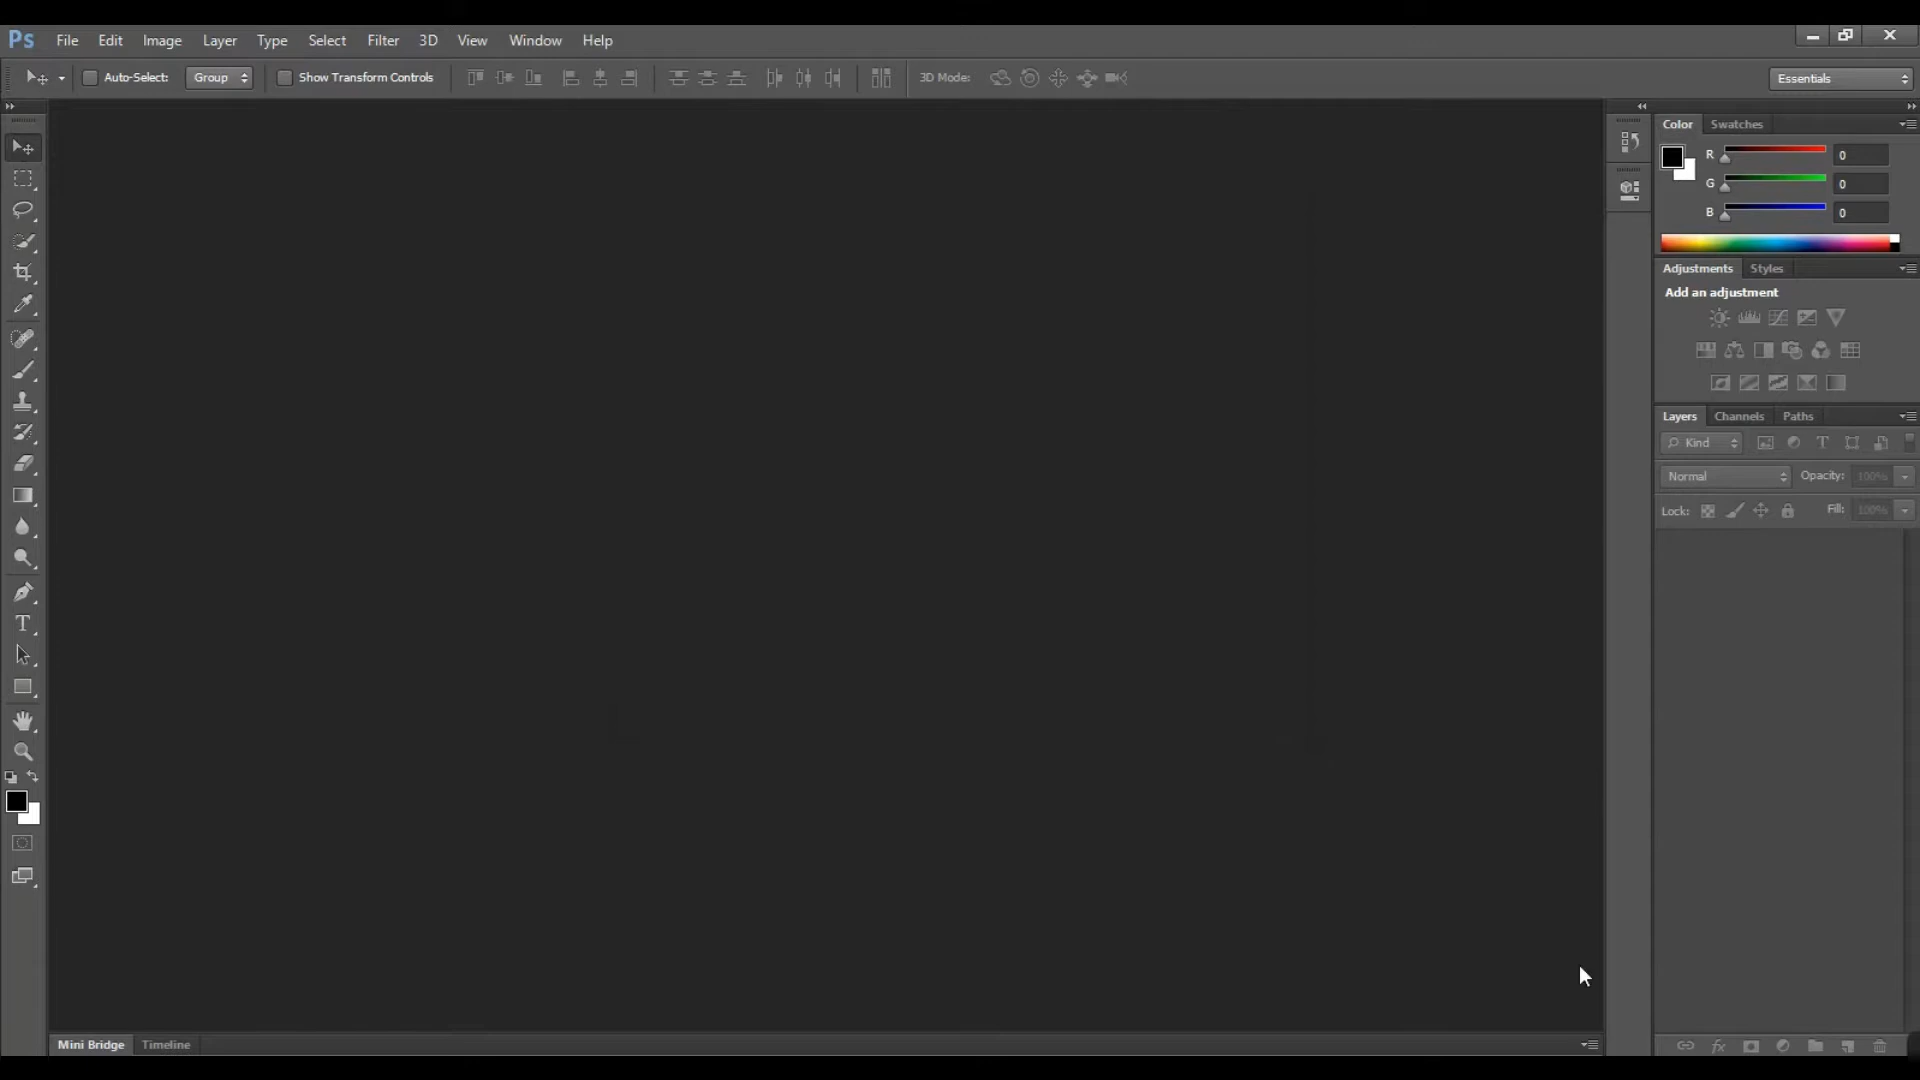 Ps File Edit Image Layer Type Select Filter 3D View Window Help
Auto-Select: Group Show Transform Controls 3D Mode: Essentials
Color Swatches
R 0
G 0
B 0
Adjustments Styles
Add an adjustment
Layers Channels Paths
Kind T
Normal Opacity: 100%
Lock: Fill: 100%
T
Mini Bridge Timeline
fx